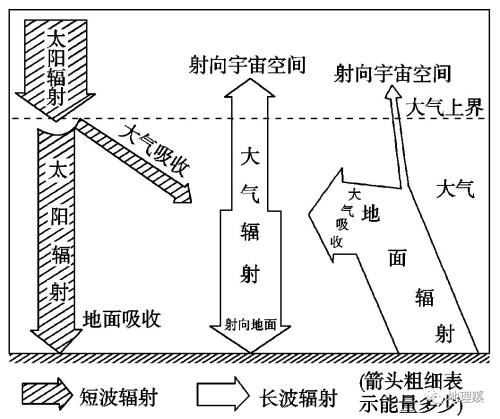 太阳辐射
射向宇宙空间
射向宇宙空间
大气上界
大气吸收
太阳辐射
大气辐射
大气吸收
地面辐射
大气
地面吸收
射向地面
短波辐射
长波辐射
(箭头粗细表
示能量多少)